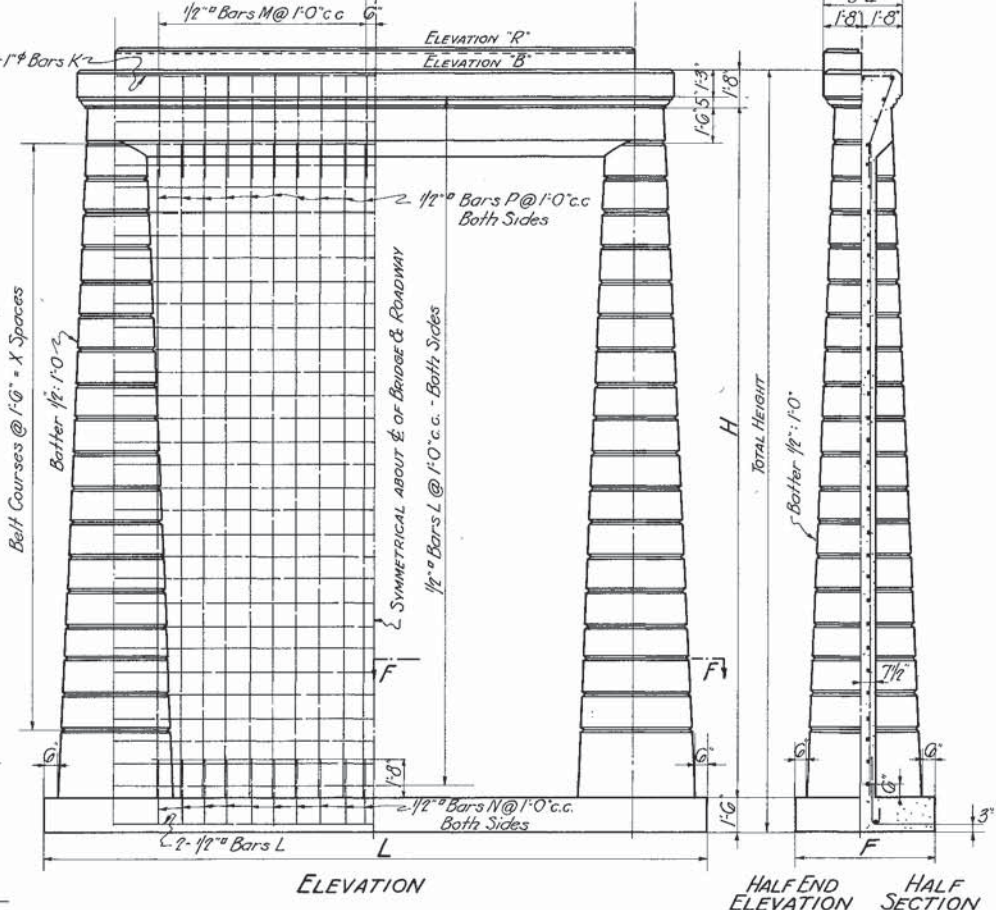 1/2"⌑ Bars M @ 1'-0" c.c.
6"
1'-8"
1'-8"
ELEVATION "R"
ELEVATION "B"
1"ϕ Bars K
1'-3"
5"
1'-8"
1'-6"
1/2"⌑ Bars P @ 1'-0" c.c.
Both Sides
Belt Courses @ 1'-6" = X Spaces
Batter 1/2" : 1'-0"
SYMMETRICAL ABOUT ℄ OF BRIDGE & ROADWAY
1/2"⌑ Bars L @ 1'-0" c.c. - Both Sides
H
TOTAL HEIGHT
Batter 1/2" : 1'-0"
F
F
7 1/2"
6"
1'-8"
6"
6"
6"
6"
1/2"⌑ Bars N @ 1'-0" c.c.
Both Sides
1'-6"
3"
2-1/2"⌑ Bars L
L
F
ELEVATION
HALF END
ELEVATION
HALF
SECTION